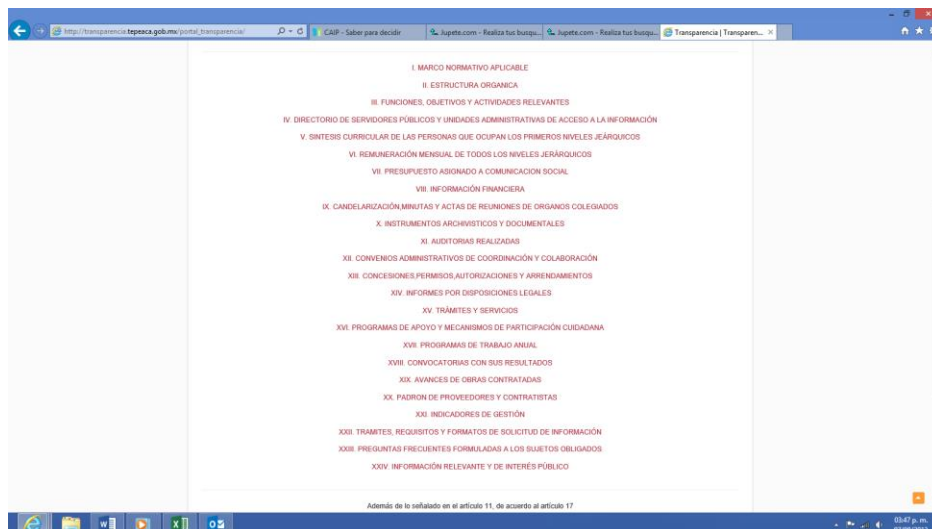 http://transparencia.tepeaca.gob.mx/portal_transparencia/
CAIP - Saber para decidir
Jupete.com - Realiza tus busqu...
Jupete.com - Realiza tus busqu...
Transparencia | Transparen...
I. MARCO NORMATIVO APLICABLE
II. ESTRUCTURA ORGANICA
III. FUNCIONES, OBJETIVOS Y ACTIVIDADES RELEVANTES
IV. DIRECTORIO DE SERVIDORES PÚBLICOS Y UNIDADES ADMINISTRATIVAS DE ACCESO A LA INFORMACIÓN
V. SINTESIS CURRICULAR DE LAS PERSONAS QUE OCUPAN LOS PRIMEROS NIVELES JEÁRQUICOS
VI. REMUNERACIÓN MENSUAL DE TODOS LOS NIVELES JERÁRQUICOS
VII. PRESUPUESTO ASIGNADO A COMUNICACION SOCIAL
VIII. INFORMACIÓN FINANCIERA
IX. CANDELARIZACIÓN,MINUTAS Y ACTAS DE REUNIONES DE ORGANOS COLEGIADOS
X. INSTRUMENTOS ARCHIVISTICOS Y DOCUMENTALES
XI. AUDITORIAS REALIZADAS
XII. CONVENIOS ADMINISTRATIVOS DE COORDINACIÓN Y COLABORACIÓN
XIII. CONCESIONES,PERMISOS,AUTORIZACIONES Y ARRENDAMIENTOS
XIV. INFORMES POR DISPOSICIONES LEGALES
XV. TRÁMITES Y SERVICIOS
XVI. PROGRAMAS DE APOYO Y MECANISMOS DE PARTICIPACIÓN CUIDADANA
XVII. PROGRAMAS DE TRABAJO ANUAL
XVIII. CONVOCATORIAS CON SUS RESULTADOS
XIX. AVANCES DE OBRAS CONTRATADAS
XX. PADRON DE PROVEEDORES Y CONTRATISTAS
XXI. INDICADORES DE GESTIÓN
XXII. TRAMITES, REQUISITOS Y FORMATOS DE SOLICITUD DE INFORMACIÓN
XXIII. PREGUNTAS FRECUENTES FORMULADAS A LOS SUJETOS OBLIGADOS
XXIV. INFORMACIÓN RELEVANTE Y DE INTERÉS PÚBLICO
Además de lo señalado en el artículo 11, de acuerdo al artículo 17
03:47 p. m.